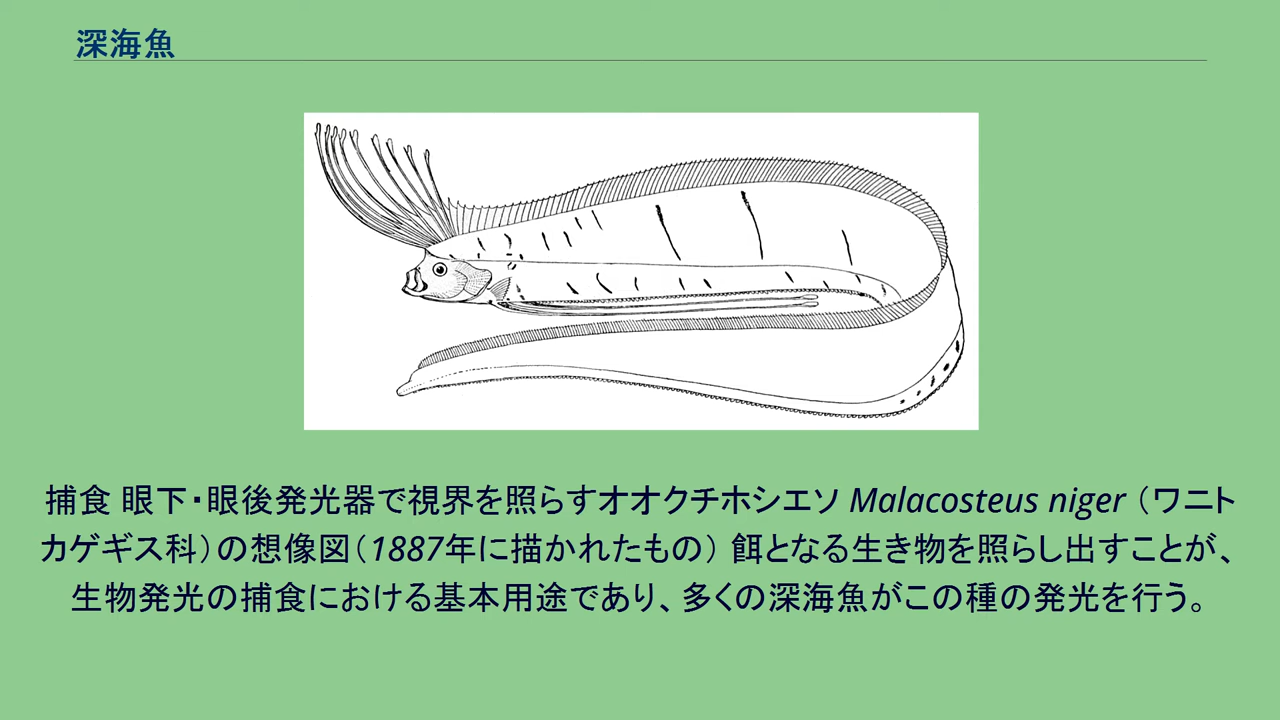 深海魚
捕食 眼下・眼後発光器で視界を照らすオオクチホシエソ Malacosteus niger（ワニト
カゲギス科）の想像図（1887年に描かれたもの） 餌となる生き物を照らし出すことが、
生物発光の捕食における基本用途であり、多くの深海魚がこの種の発光を行う。